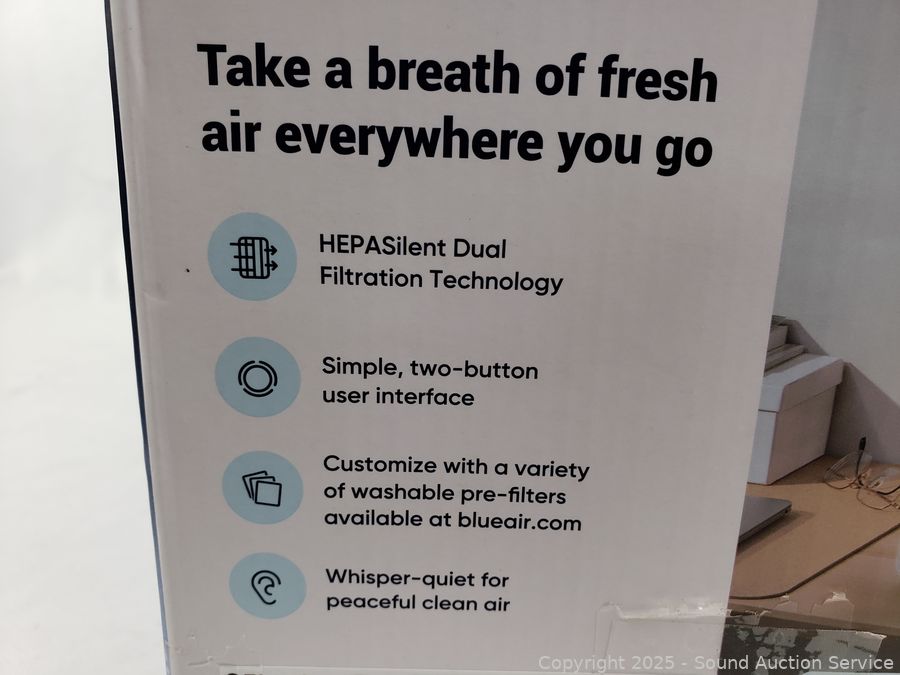 Take a breath of fresh
air everywhere you go
HEPASilent Dual
Filtration Technology
Simple, two-button
user interface
Customize with a variety
of washable pre-filters
available at blueair.com
Whisper-quiet for
peaceful clean air
Copyright 2025 - Sound Auction Service